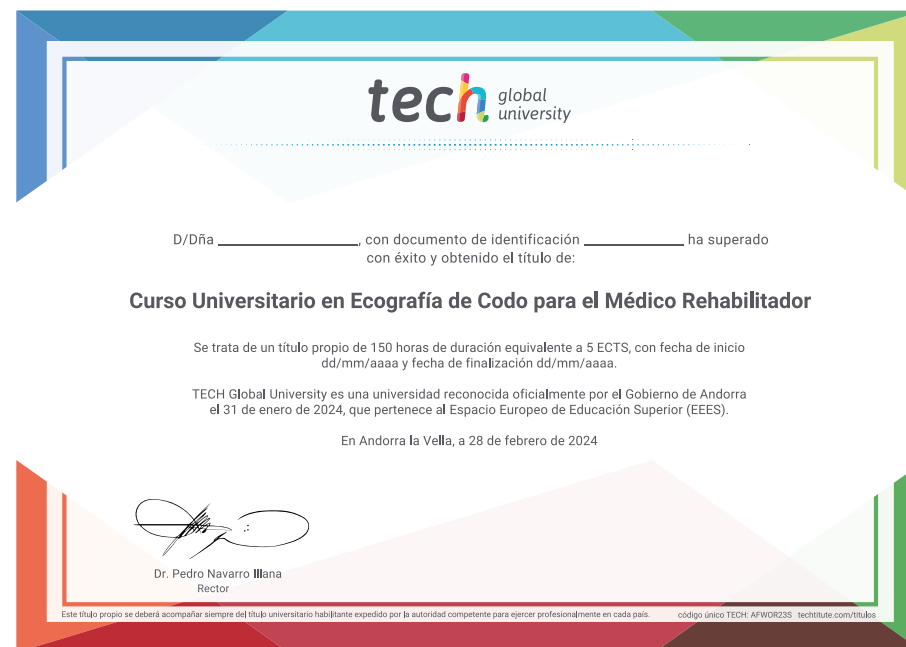 tech global university
D/Dña ______________, con documento de identificación __________ ha superado
con éxito y obtenido el título de:
Curso Universitario en Ecografía de Codo para el Médico Rehabilitador
Se trata de un título propio de 150 horas de duración equivalente a 5 ECTS, con fecha de inicio
dd/mm/aaaa y fecha de finalización dd/mm/aaaa.
TECH Global University es una universidad reconocida oficialmente por el Gobierno de Andorra
el 31 de enero de 2024, que pertenece al Espacio Europeo de Educación Superior (EEES).
En Andorra la Vella, a 28 de febrero de 2024
Dr. Pedro Navarro Illana
Rector
Este título propio se deberá acompañar siempre del título universitario habilitante expedido por la autoridad competente para ejercer profesionalmente en cada país. código único TECH: AFWOR23S techtitute.com/titulos